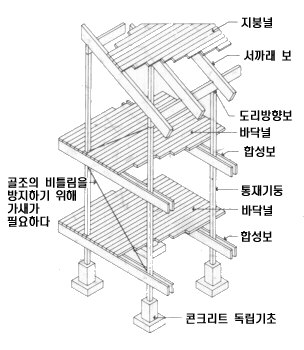 지붕널
서까래 보
도리방향보
바닥널
합성보
골조의 비틀림을
방지하기 위해
가새가
필요하다
통재기둥
바닥널
합성보
콘크리트 독립기초